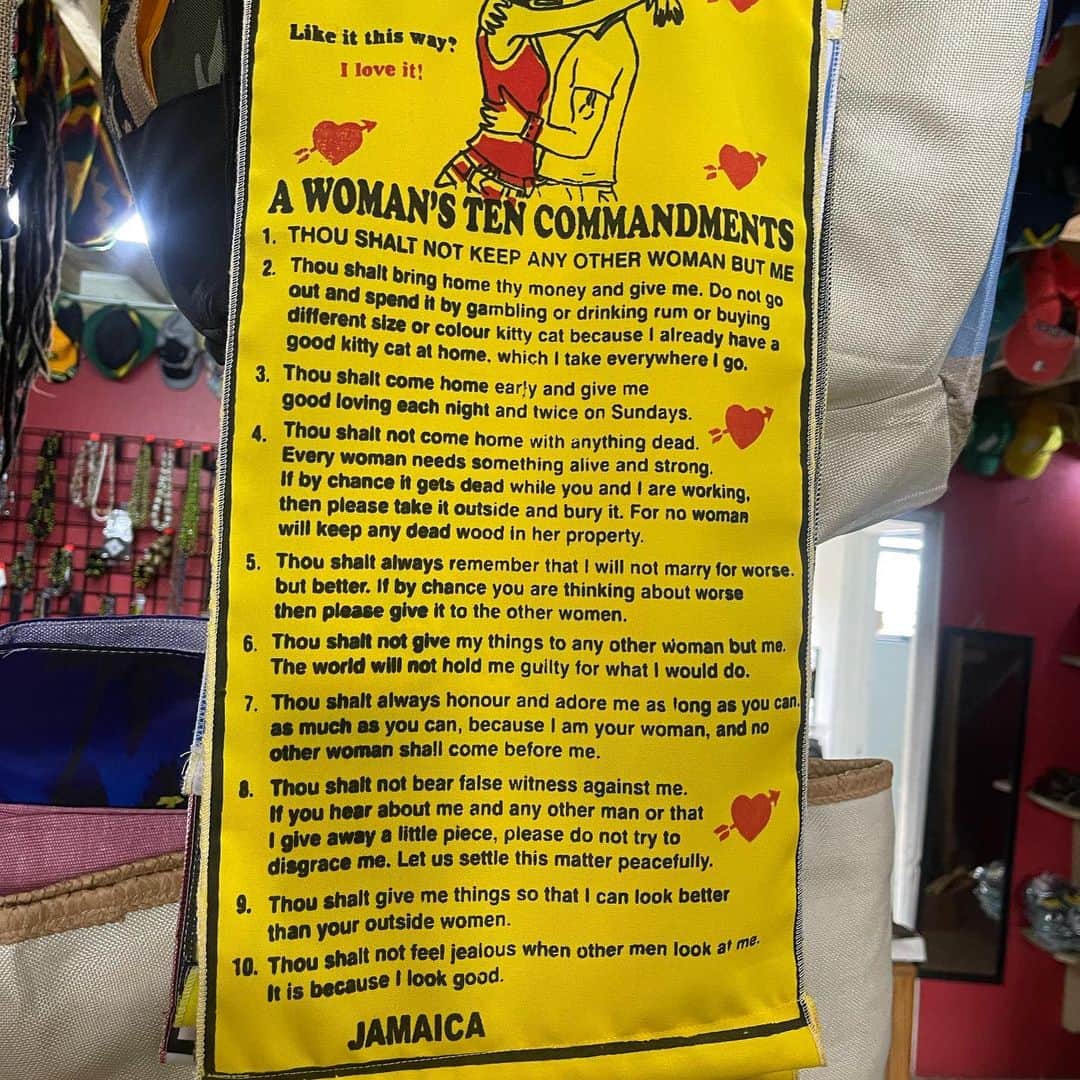 Like it this way?
I love it!
A WOMAN'S TEN COMMANDMENTS
1. THOU SHALT NOT KEEP ANY OTHER WOMAN BUT ME
2. Thou shalt bring home thy money and give me. Do not go
out and spend it by gambling or drinking rum or buying
different size or colour kitty cat because I already have a
good kitty cat at home. which I take everywhere I go.
3. Thou shalt come home early and give me
good loving each night and twice on Sundays.
4. Thou shalt not come home with anything dead.
Every woman needs something alive and strong.
If by chance it gets dead while you and I are working,
then please take it outside and bury it. For no woman
will keep any dead wood in her property.
5. Thou shalt always remember that I will not marry for worse.
but better. If by chance you are thinking about worse
then please give it to the other women.
6. Thou shalt not give my things to any other woman but me.
The world will not hold me guilty for what I would do.
7. Thou shalt always honour and adore me as long as you can.
as much as you can, because I am your woman, and no
other woman shall come before me.
8. Thou shalt not bear false witness against me.
If you hear about me and any other man or that
I give away a little piece, please do not try to
disgrace me. Let us settle this matter peacefully.
9. Thou shalt give me things so that I can look better
than your outside women.
10. Thou shalt not feel jealous when other men look at me.
It is because I look good.
JAMAICA